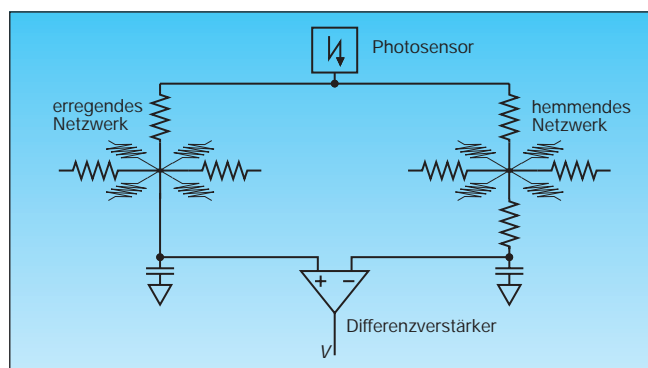 Photosensor
erregendes
Netzwerk
hemmendes
Netzwerk
+ −
Differenzverstärker
V